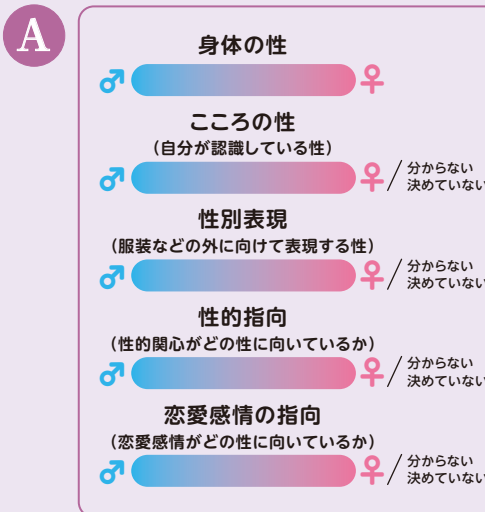 A
身体の性
♂ ♀
こころの性
(自分が認識している性)
♂ ♀/分からない
決めていない
性別表現
(服装などの外に向けて表現する性)
♂ ♀/分からない
決めていない
性的指向
(性的関心がどの性に向いているか)
♂ ♀/分からない
決めていない
恋愛感情の指向
(恋愛感情がどの性に向いているか)
♂ ♀/分からない
決めていない